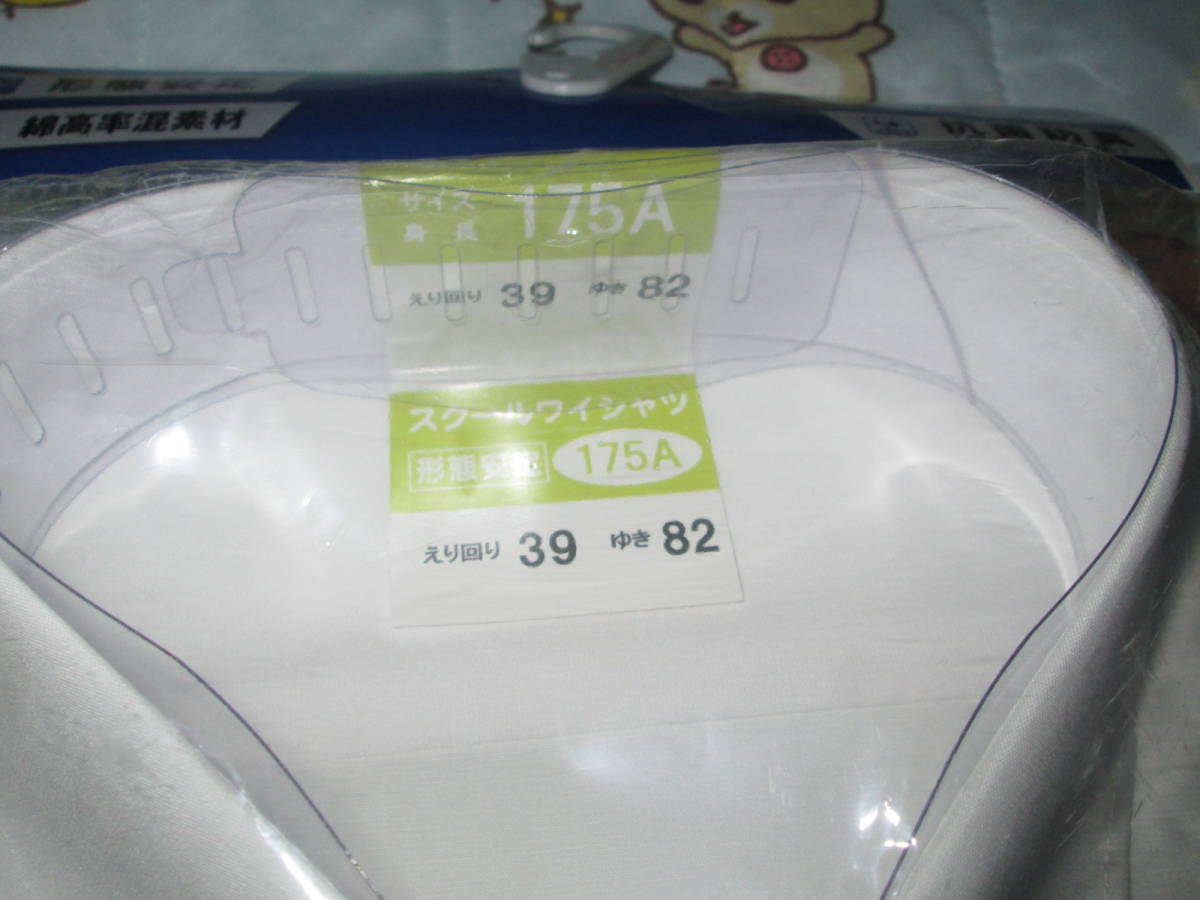 形態安定
綿高率混素材
抗菌防臭
サイズ
身長 175A
えり回り 39 ゆき 82
スクールワイシャツ
形態安定 175A
えり回り 39 ゆき 82